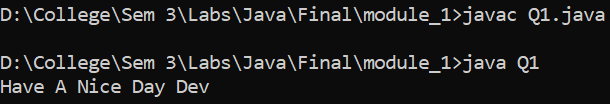 D:\College\Sem 3\Labs\Java\Final\module_1>javac Q1.java
D:\College\Sem 3\Labs\Java\Final\module_1>java Q1
Have A Nice Day Dev